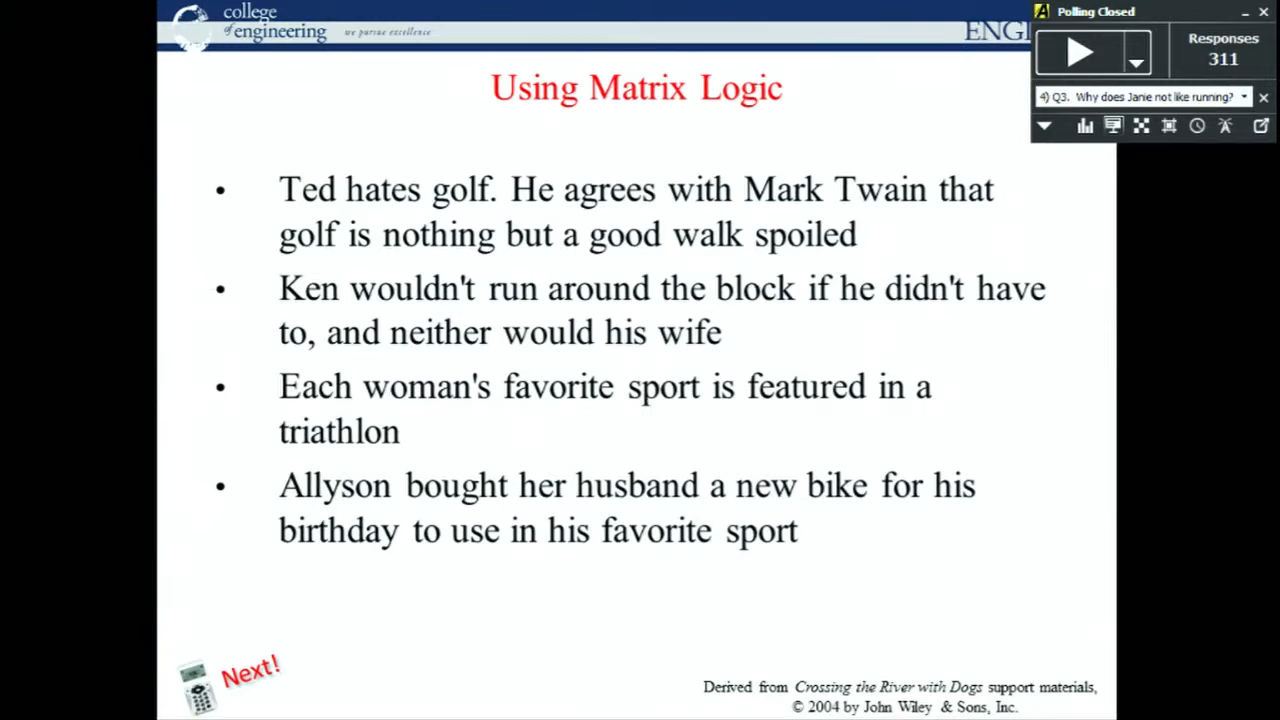 college
of engineering
we pursue excellence
ENGI
Polling Closed
Responses
311
4) Q3. Why does Janie not like running?
Using Matrix Logic
• Ted hates golf. He agrees with Mark Twain that
golf is nothing but a good walk spoiled
• Ken wouldn't run around the block if he didn't have
to, and neither would his wife
• Each woman's favorite sport is featured in a
triathlon
• Allyson bought her husband a new bike for his
birthday to use in his favorite sport
Next!
Derived from Crossing the River with Dogs support materials,
© 2004 by John Wiley & Sons, Inc.